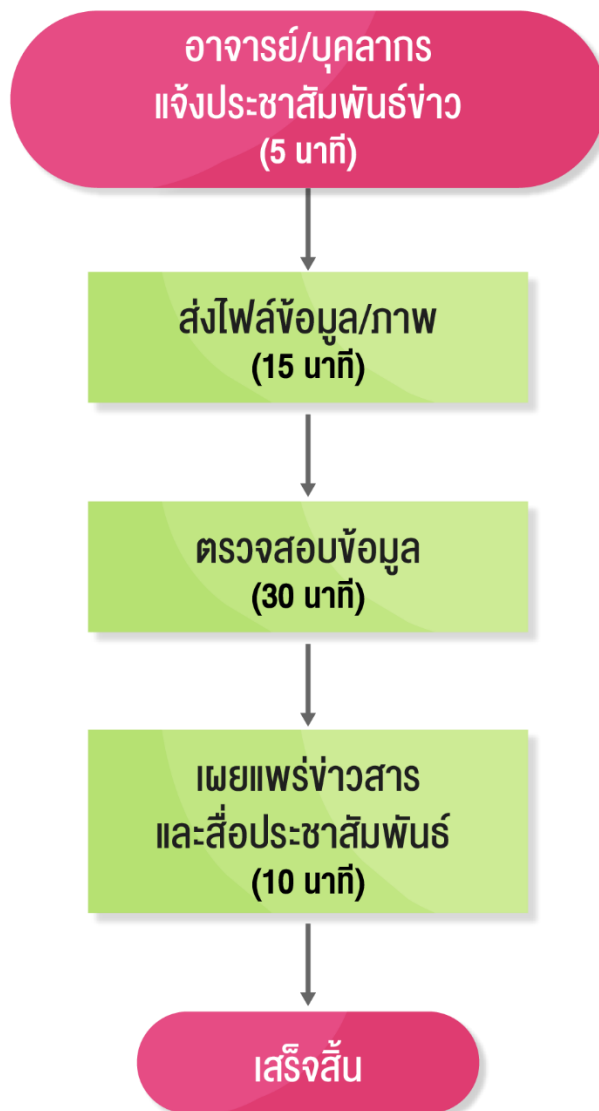 อาจารย์/บุคลากร
แจ้งประชาสัมพันธ์ข่าว
(5 นาที)
ส่งไฟล์ข้อมูล/ภาพ
(15 นาที)
ตรวจสอบข้อมูล
(30 นาที)
เผยแพร่ข่าวสาร
และสื่อประชาสัมพันธ์
(10 นาที)
เสร็จสิ้น